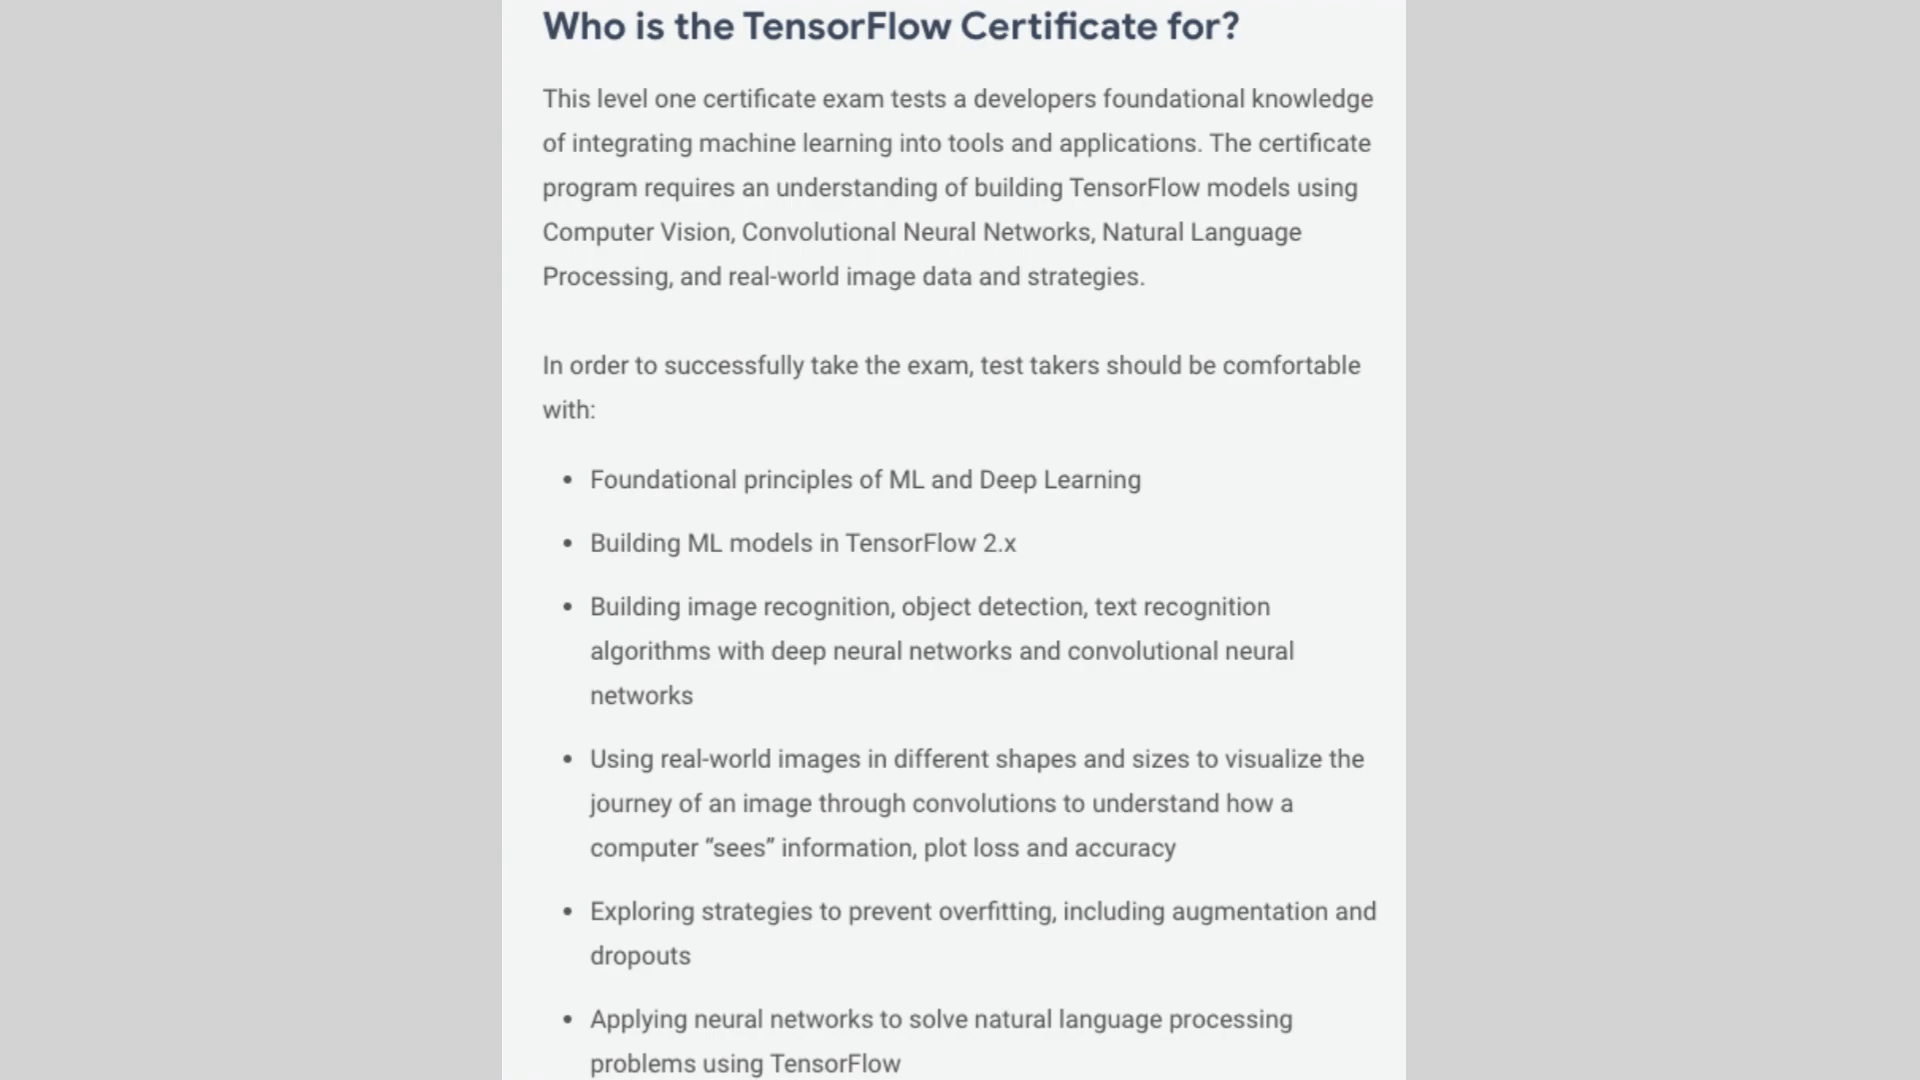 Who is the TensorFlow Certificate for?
This level one certificate exam tests a developers foundational knowledge
of integrating machine learning into tools and applications. The certificate
program requires an understanding of building TensorFlow models using
Computer Vision, Convolutional Neural Networks, Natural Language
Processing, and real-world image data and strategies.
In order to successfully take the exam, test takers should be comfortable
with:
• Foundational principles of ML and Deep Learning
• Building ML models in TensorFlow 2.x
• Building image recognition, object detection, text recognition
algorithms with deep neural networks and convolutional neural
networks
• Using real-world images in different shapes and sizes to visualize the
journey of an image through convolutions to understand how a
computer “sees” information, plot loss and accuracy
• Exploring strategies to prevent overfitting, including augmentation and
dropouts
• Applying neural networks to solve natural language processing
problems using TensorFlow